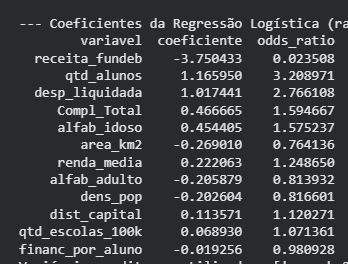 --- Coeficientes da Regressão Logística (ra
variavel coeficiente odds_ratio
receita_fundeb -3.750433 0.023508
qtd_alunos 1.165950 3.208971
desp_liquidada 1.017441 2.766108
Compl_Total 0.466665 1.594667
alfab_idoso 0.454405 1.575237
area_km2 -0.269010 0.764136
renda_media 0.222063 1.248650
alfab_adulto -0.205879 0.813932
dens_pop -0.202604 0.816601
dist_capital 0.113571 1.120271
qtd_escolas_100k 0.068930 1.071361
financ_por_aluno -0.019256 0.980928